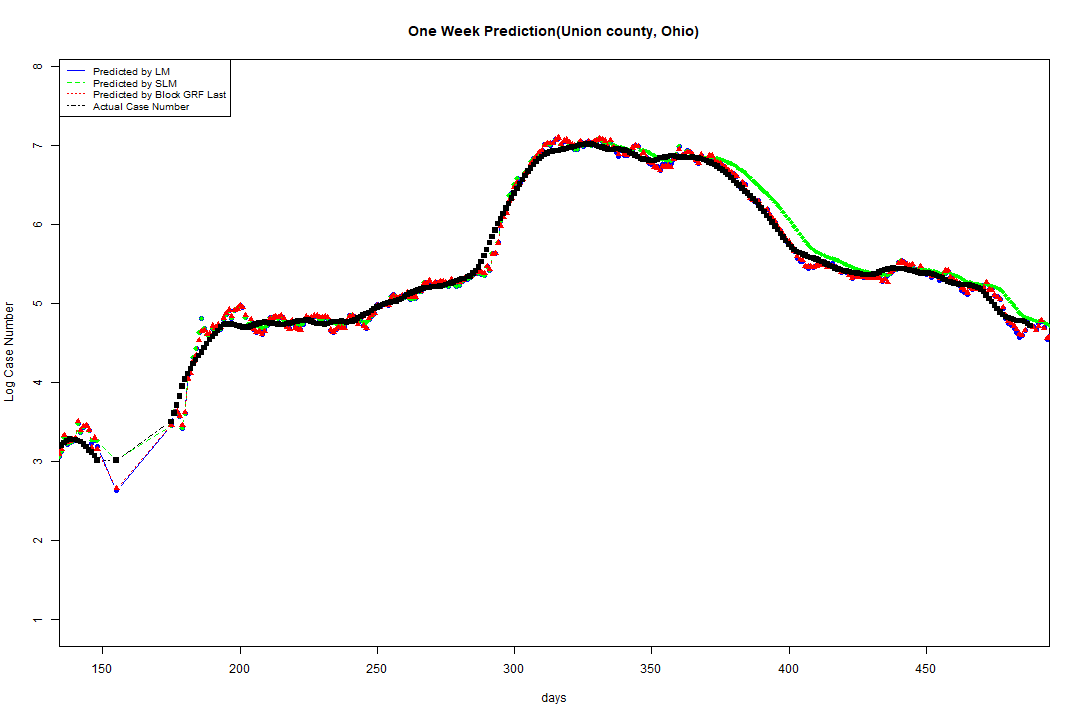 One Week Prediction(Union county, Ohio)
Predicted by LM
Predicted by SLM
Predicted by Block GRF Last
Actual Case Number
8
7
6
5
4
3
2
1
Log Case Number
150 200 250 300 350 400 450
days